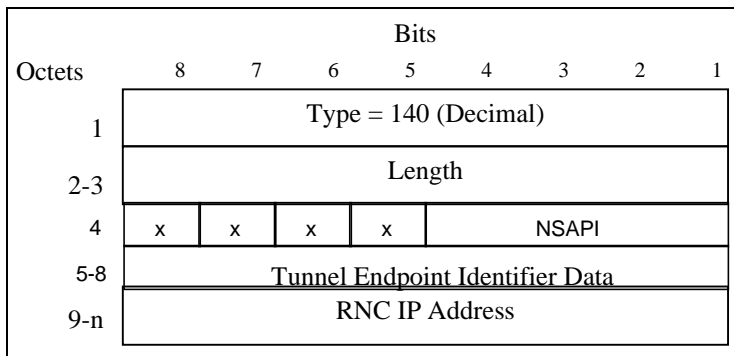 Bits
Octets 8 7 6 5 4 3 2 1
1 Type = 140 (Decimal)
2-3 Length
4 x x x x NSAPI
5-8 Tunnel Endpoint Identifier Data
9-n RNC IP Address